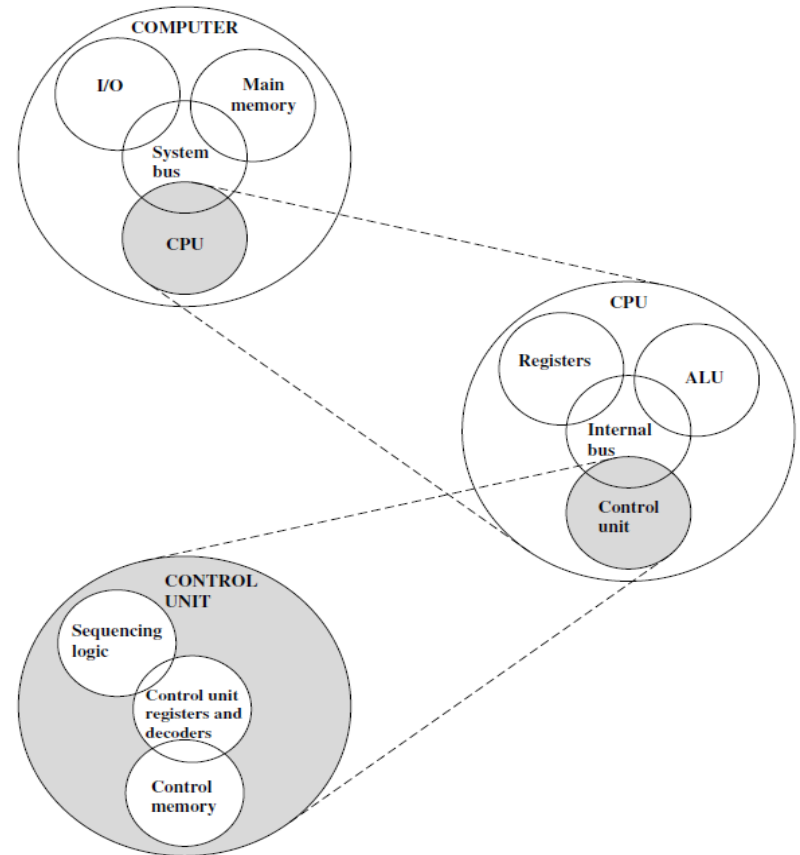 COMPUTER
I/O
Main
memory
System
bus
CPU
CPU
Registers
ALU
Internal
bus
Control
unit
CONTROL
UNIT
Sequencing
logic
Control unit
registers and
decoders
Control
memory